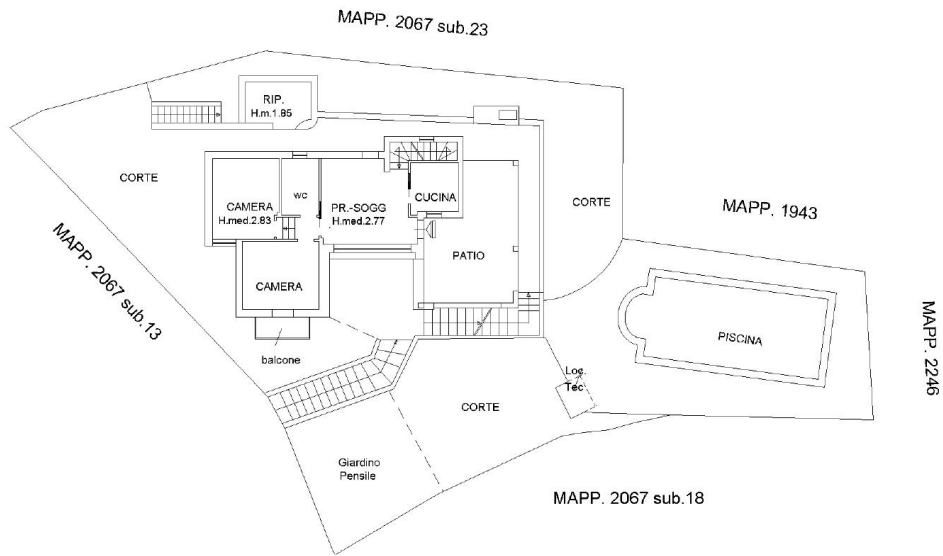 MAPP. 2067 sub.23
RIP.
H.m.1.85
CORTE
CAMERA
H.med.2.83
wc
PR.-SOGG
H.med.2.77
CUCINA
CORTE
MAPP. 1943
PATIO
CAMERA
MAPP. 2067 sub.13
balcone
PISCINA
MAPP. 2246
Loc.
Tec
CORTE
Giardino
Pensile
MAPP. 2067 sub.18